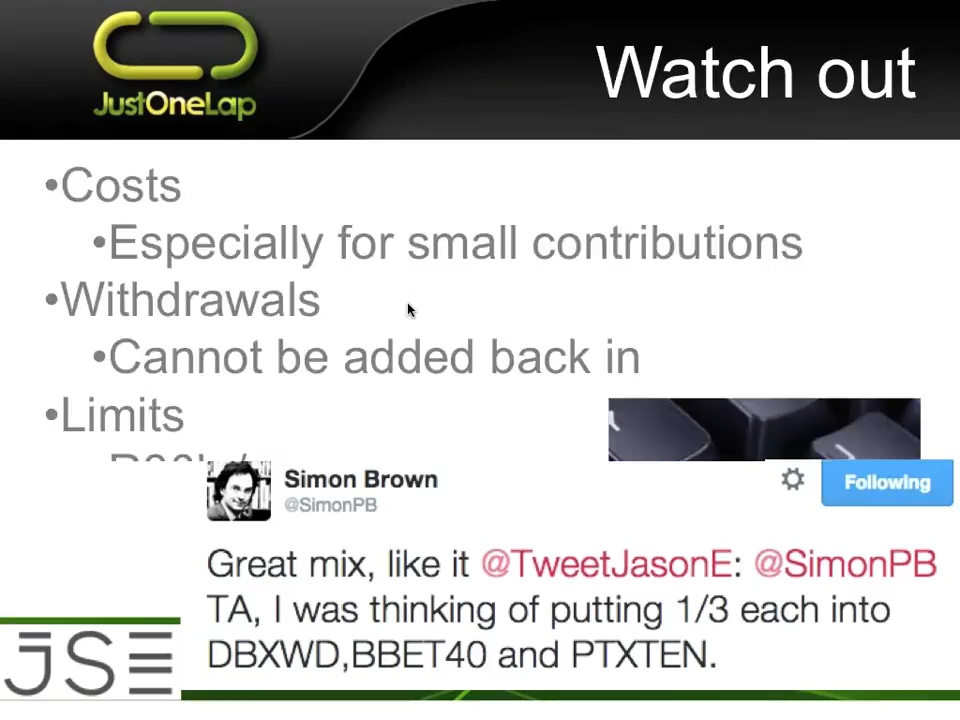 JustOneLap
Watch out
•Costs
•Especially for small contributions
•Withdrawals
•Cannot be added back in
•Limits
Simon Brown
@SimonPB
Following
Great mix, like it @TweetJasonE: @SimonPB
TA, I was thinking of putting 1/3 each into
DBXWD,BBET40 and PTXTEN.
JSE